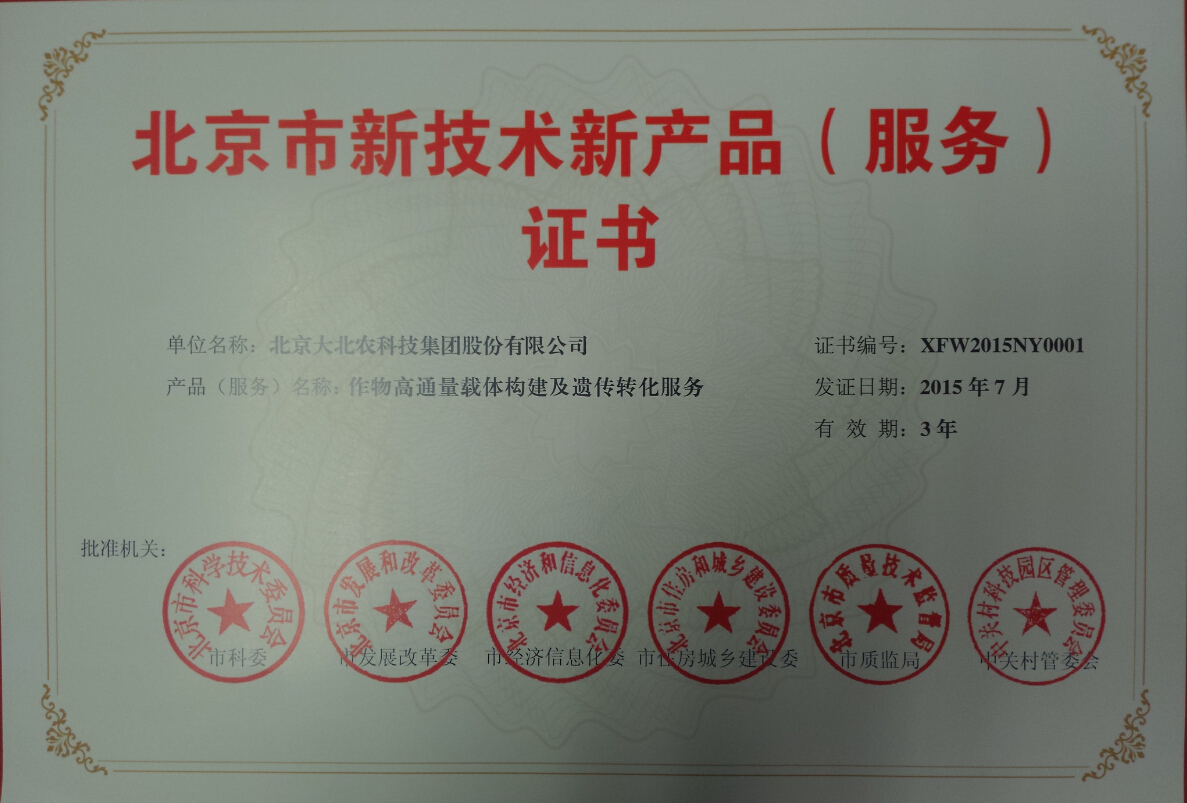 北京市新技术新产品（服务）
证书
单位名称：北京大北农科技集团股份有限公司
证书编号：XFW2015NY0001
产品（服务）名称：作物高通量载体构建及遗传转化服务
发证日期：2015年7月
有 效 期：3年
批准机关：
北京市科学技术委员会
北京市发展和改革委员会
北京市经济和信息化委员会
北京市住房和城乡建设委员会
北京市质量技术监督局
中关村科技园区管理委员会
市科委
市发展改革委
市经济信息化委
市住房城乡建设委
市质监局
中关村管委会